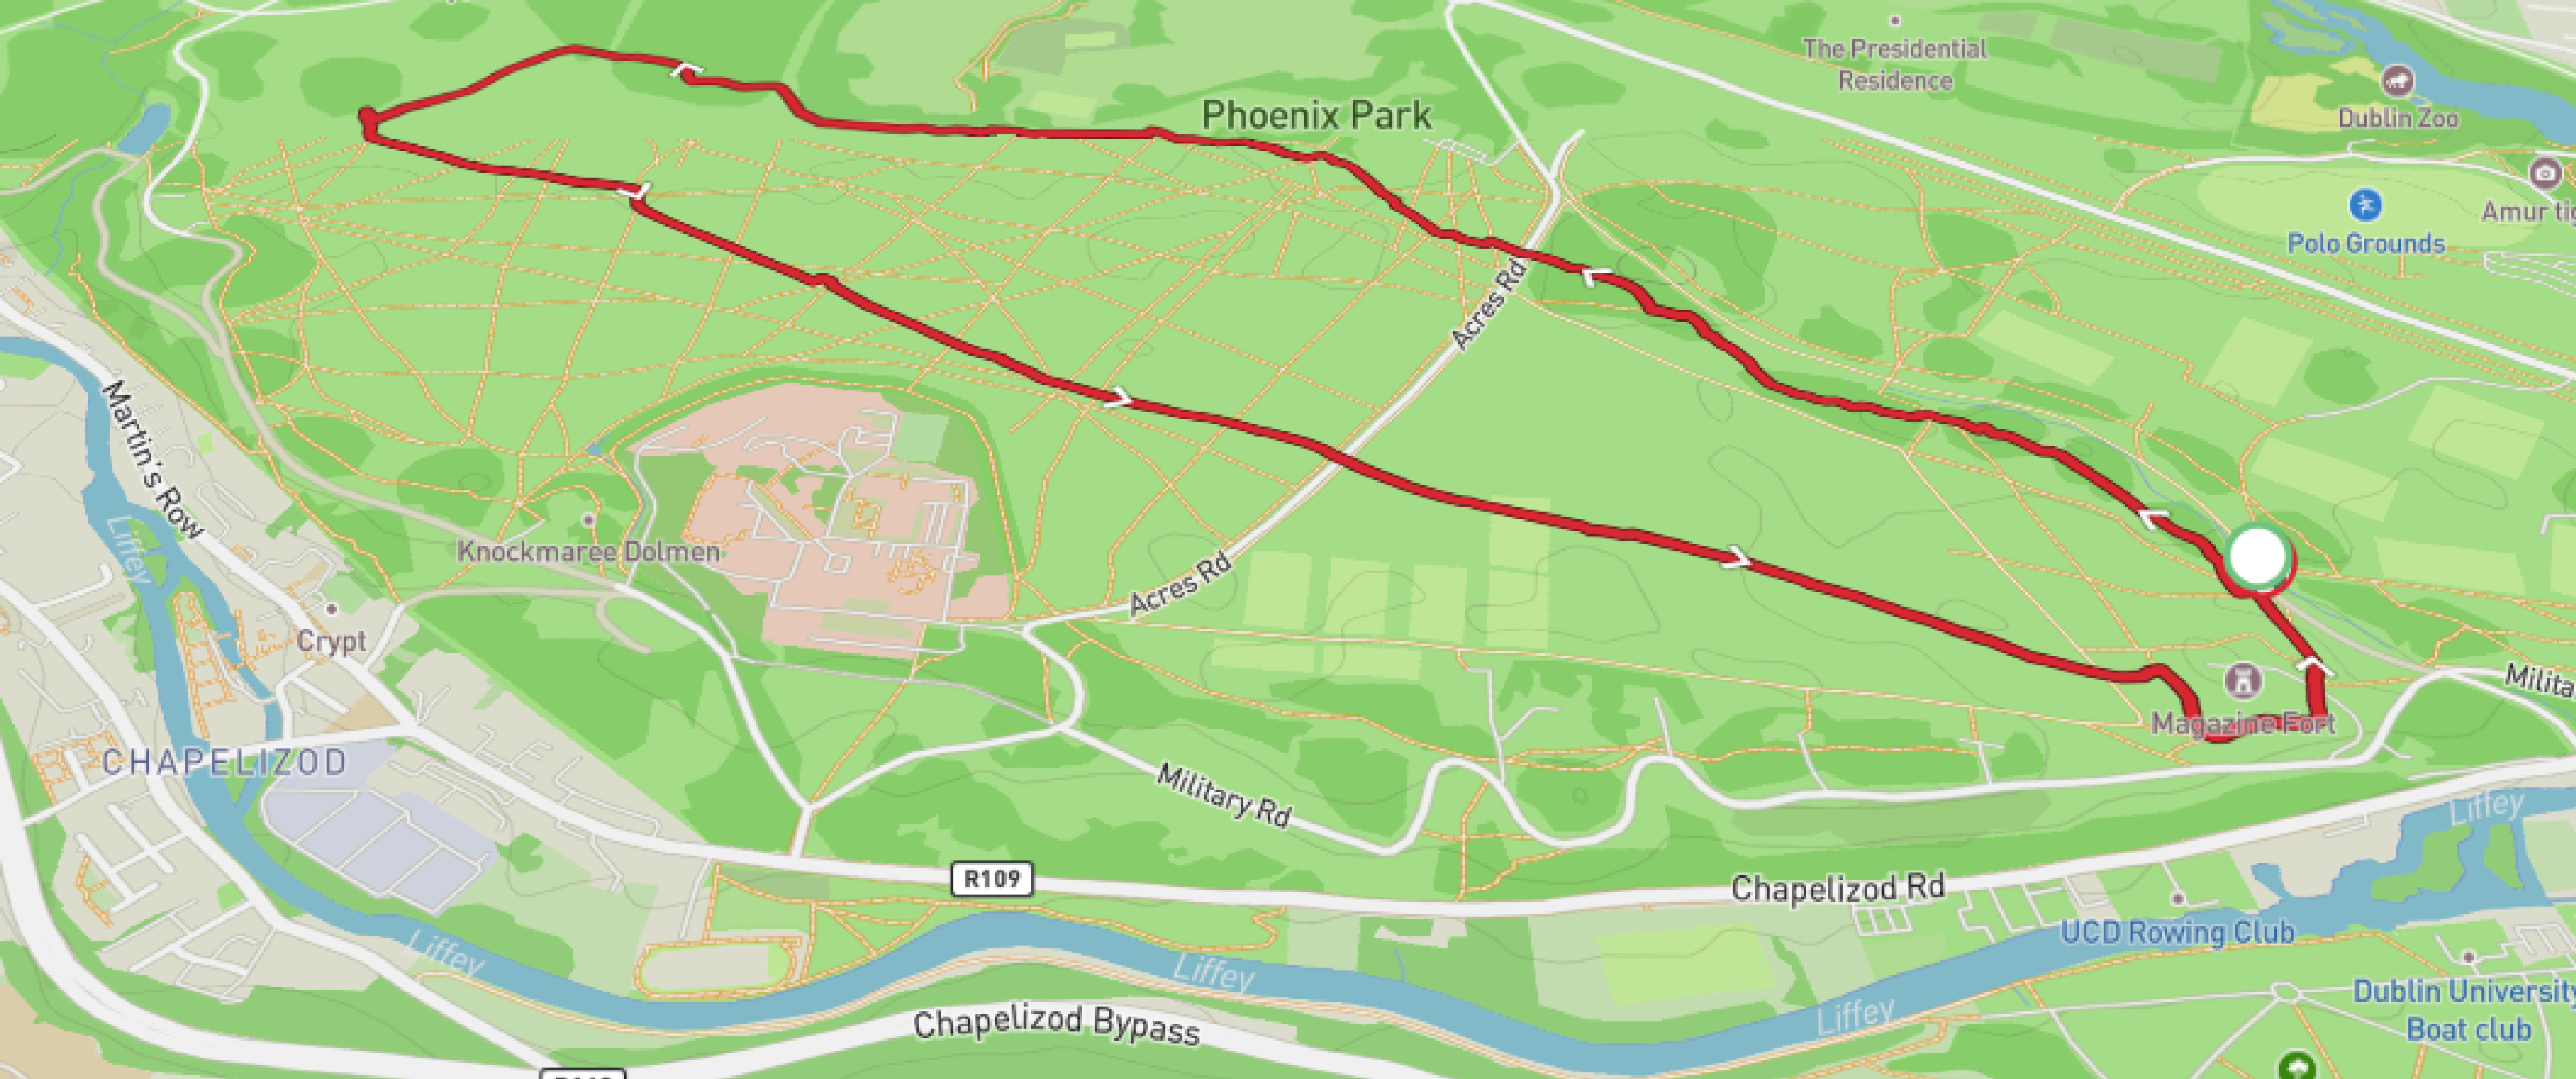 The Presidential
Residence
Dublin Zoo
Phoenix Park
Amur tig
Polo Grounds
Acres Rd
Martin's Row
Liffey
Knockmaree Dolmen
Acres Rd
Crypt
Milita
Magazine Fort
CHAPELIZOD
Military Rd
Liffey
R109
Chapelizod Rd
UCD Rowing Club
Liffey
Liffey
Dublin University
Boat club
Liffey
Chapelizod Bypass